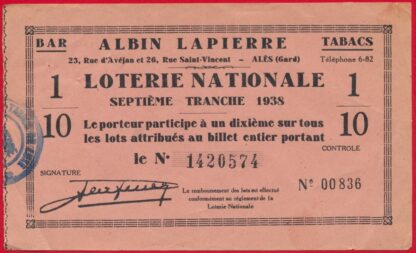 BAR ALBIN LAPIERRE TABACS
23, Rue d'Avéjan et 26, Rue Saint-Vincent - ALÈS (Gard) Téléphone 6-82
LOTERIE NATIONALE
1 SEPTIÈME TRANCHE 1938 1
10 Le porteur participe à un dixième sur tous 10
les lots attribués au billet entier portant
le N° 1420574 CONTROLE
SIGNATURE N° 00836
Le remboursement des lots est effectué
conformément au règlement de la
Loterie Nationale